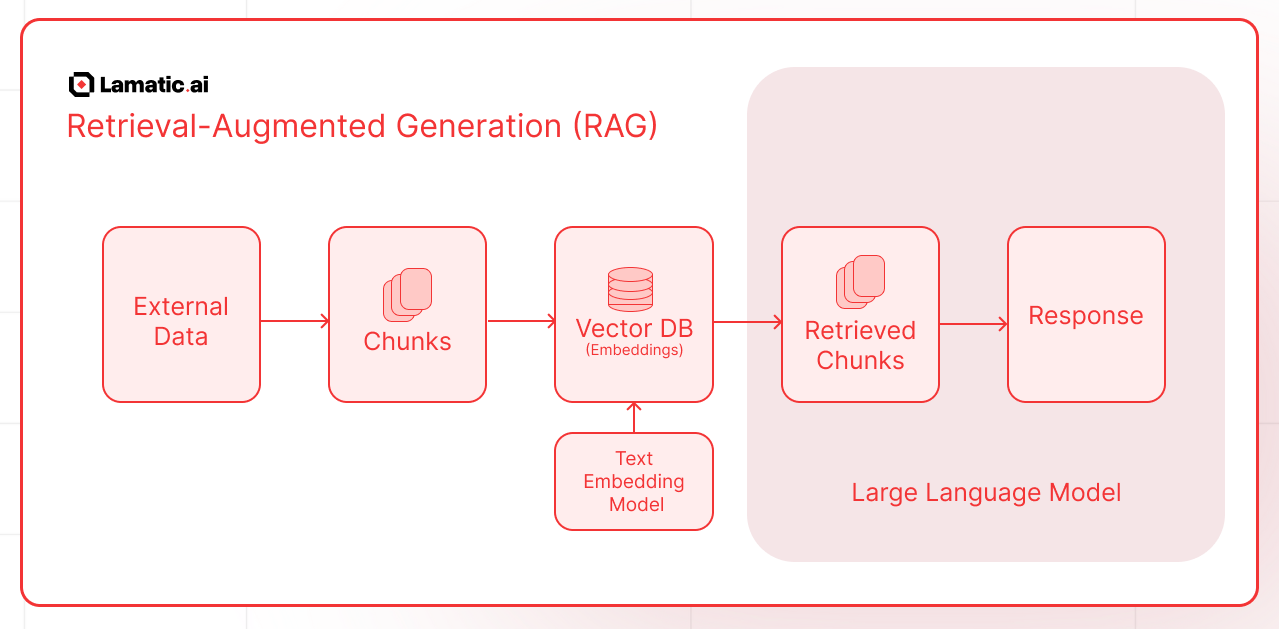 Lamatic.ai
Retrieval-Augmented Generation (RAG)
External
Data
Chunks
Vector DB
(Embeddings)
Retrieved
Chunks
Response
Text
Embedding
Model
Large Language Model